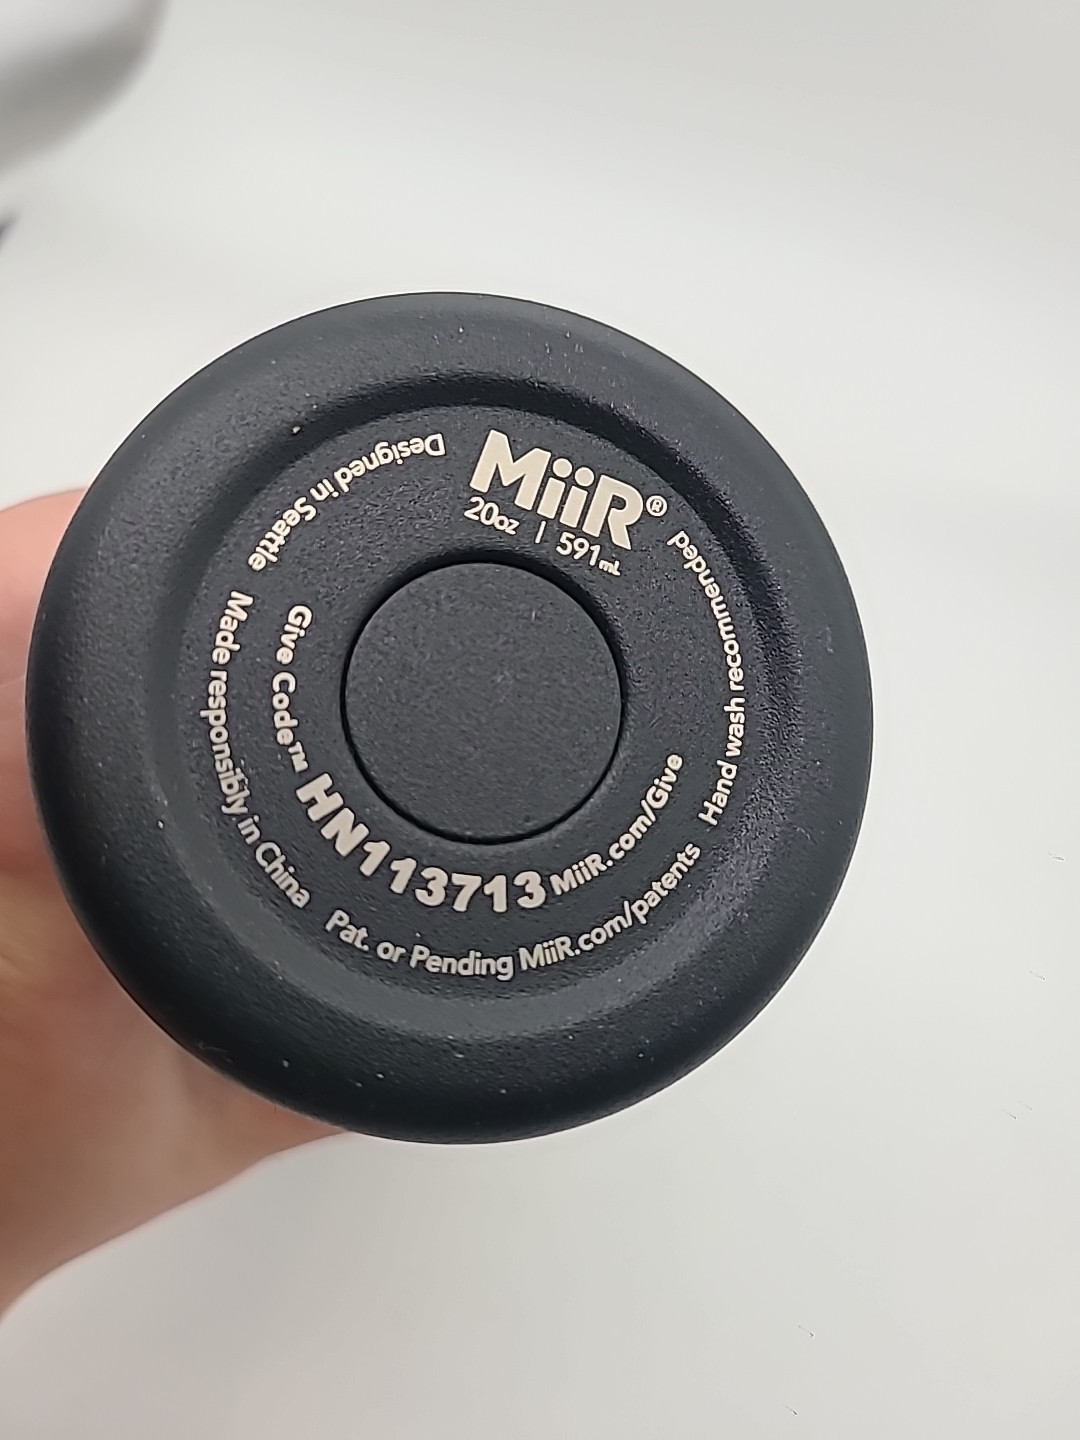 MiiR®
20oz | 591mL
Designed in Seattle
Made responsibly in China
Pat. or Pending MiiR.com/patents
Hand wash recommended
Give Code™ HN113713 MiiR.com/Give